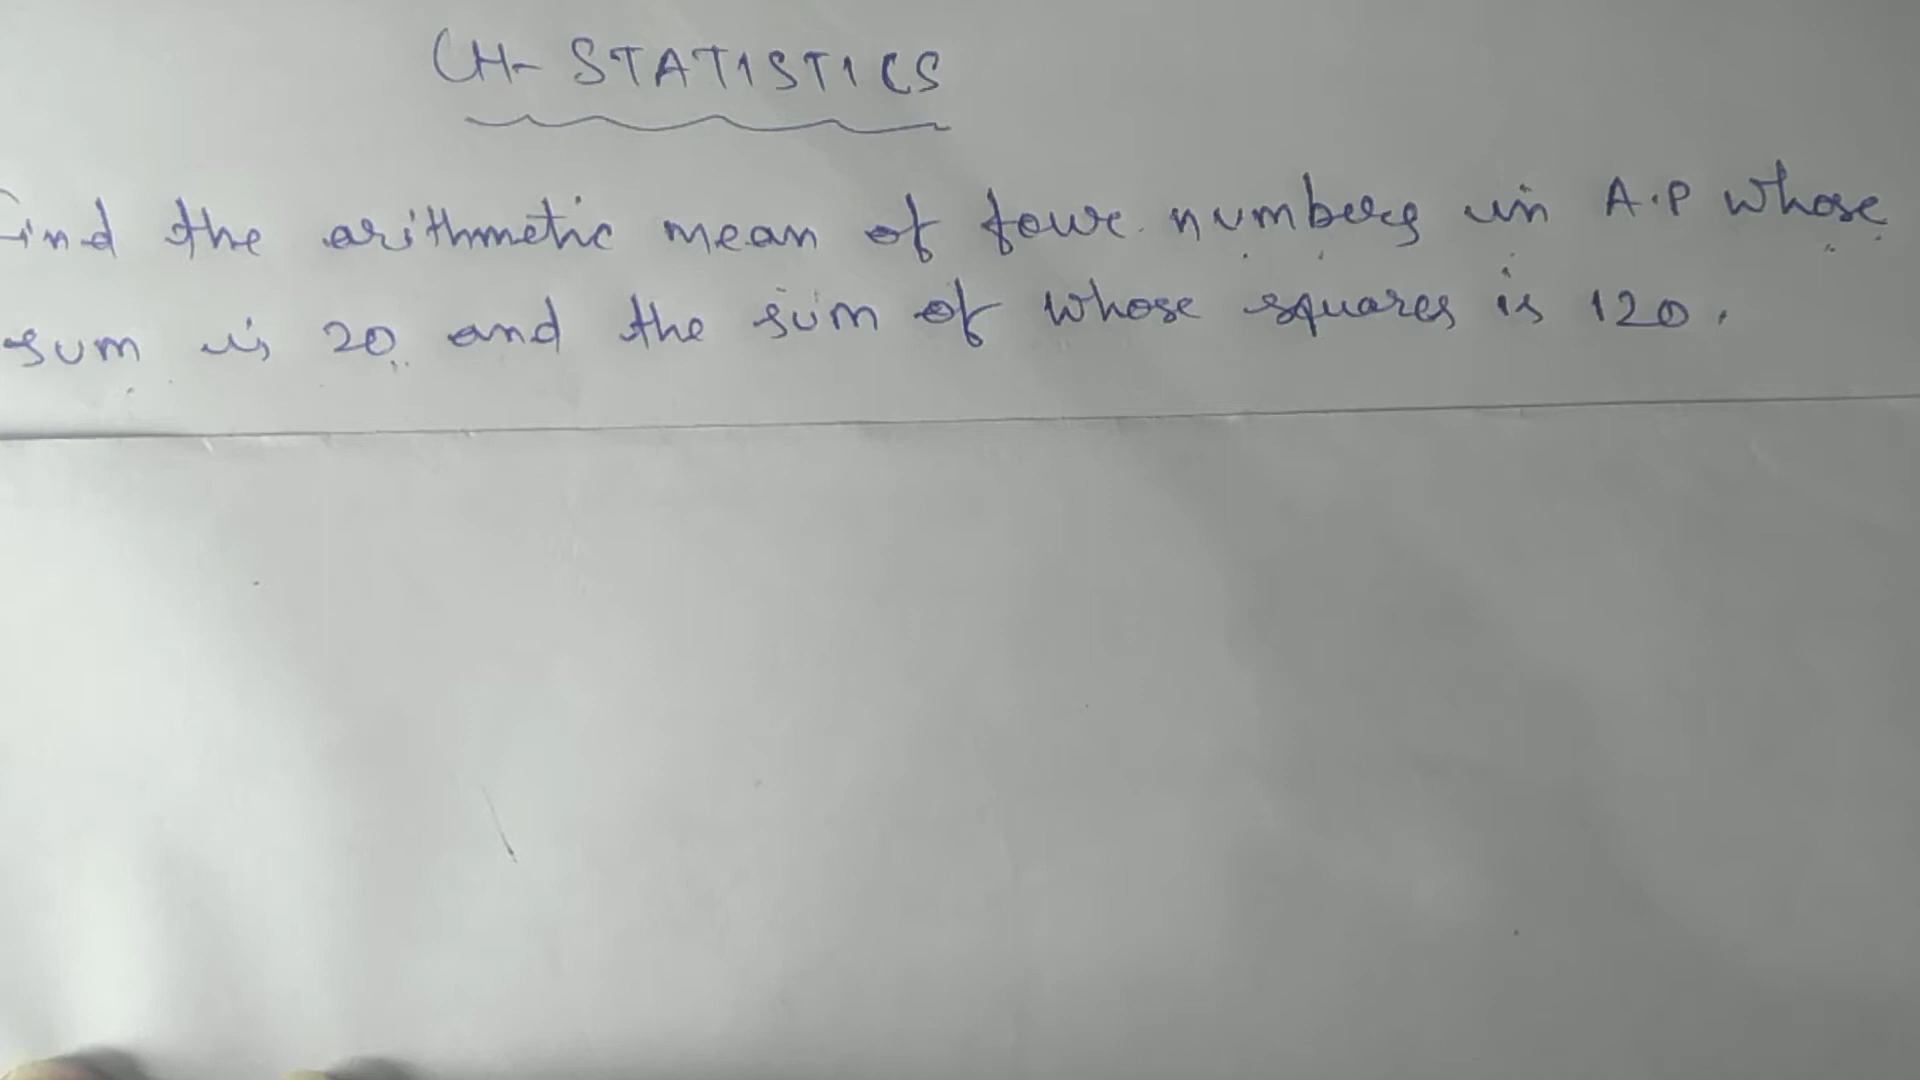 CH- STATISTICS
Find the arithmetic mean of four numbers in A.P whose
sum is 20 and the sum of whose squares is 120.